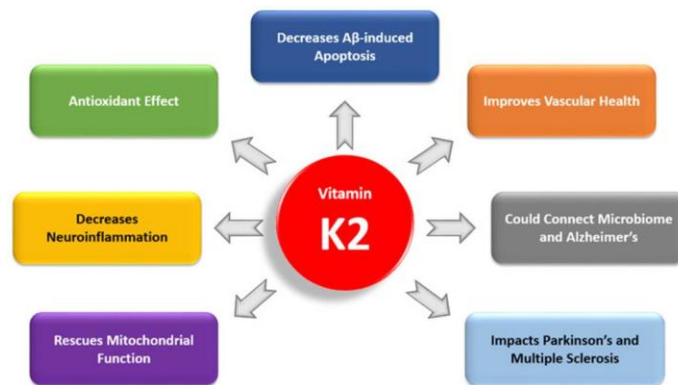 Decreases Aβ-induced
Apoptosis
Antioxidant Effect
Improves Vascular Health
Vitamin
K2
Decreases
Neuroinflammation
Could Connect Microbiome
and Alzheimer's
Rescues Mitochondrial
Function
Impacts Parkinson's and
Multiple Sclerosis